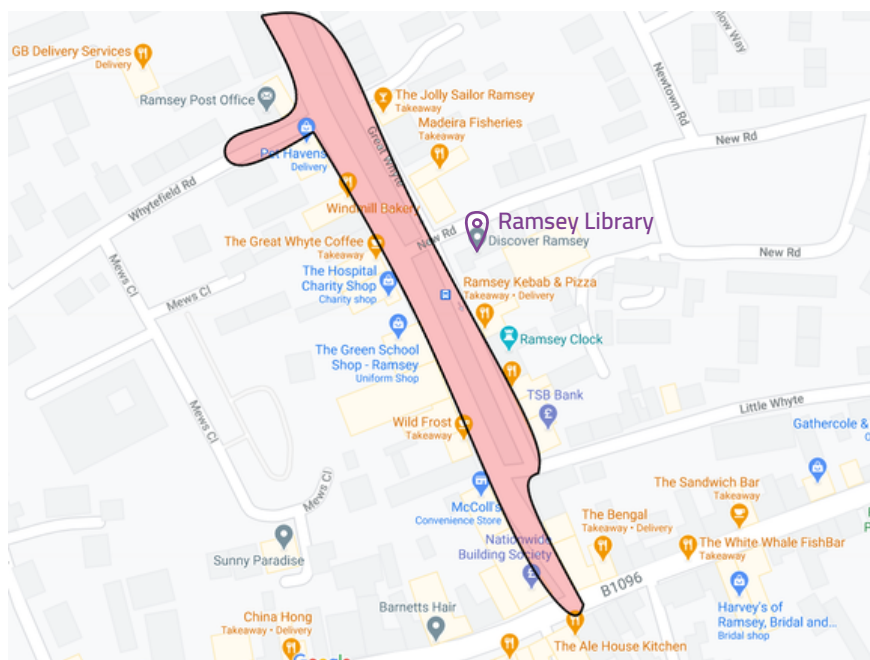 GB Delivery Services
Delivery
Ramsey Post Office
The Jolly Sailor Ramsey
Takeaway
Madeira Fisheries
Takeaway
Newtown Rd
New Rd
Great Whyte
Pet Havens
Delivery
Whytefield Rd
Windmill Bakery
Ramsey Library
New Rd
Discover Ramsey
New Rd
The Great Whyte Coffee
Takeaway
Mews Cl
Mews Cl
The Hospital
Charity Shop
Charity shop
Ramsey Kebab & Pizza
Takeaway • Delivery
Ramsey Clock
The Green School
Shop - Ramsey
Uniform Shop
TSB Bank
Little Whyte
Mews Cl
Wild Frost
Takeaway
Gathercole &
Mews Cl
McColl's
Convenience Store
The Sandwich Bar
Takeaway
The Bengal
Takeaway • Delivery
Nationwide
Building Society
The White Whale FishBar
Takeaway
Sunny Paradise
B1096
Barnetts Hair
Harvey's of
Ramsey, Bridal and...
Bridal shop
China Hong
Takeaway • Delivery
The Ale House Kitchen
Google